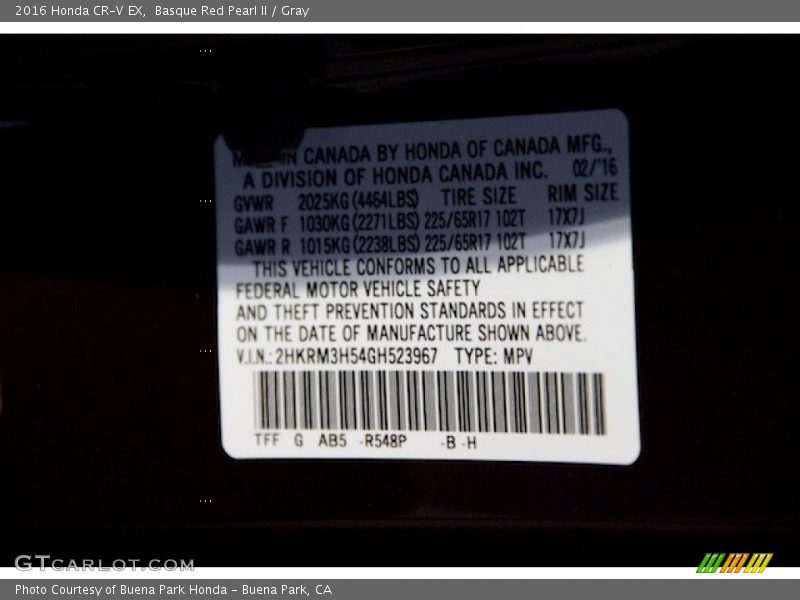 2016 Honda CR-V EX, Basque Red Pearl II / Gray
IN CANADA BY HONDA OF CANADA MFG.,
A DIVISION OF HONDA CANADA INC. 02/'16
GVWR 2025KG (4464LBS) TIRE SIZE RIM SIZE
GAWR F 1030KG (2271LBS) 225/65R17 102T 17X7J
GAWR R 1015KG (2238LBS) 225/65R17 102T 17X7J
THIS VEHICLE CONFORMS TO ALL APPLICABLE
FEDERAL MOTOR VEHICLE SAFETY
AND THEFT PREVENTION STANDARDS IN EFFECT
ON THE DATE OF MANUFACTURE SHOWN ABOVE.
V.I.N.: 2HKRM3H54GH523967 TYPE: MPV
TFF G AB5 -R548P -B -H
GTCARLOT.COM
Photo Courtesy of Buena Park Honda - Buena Park, CA